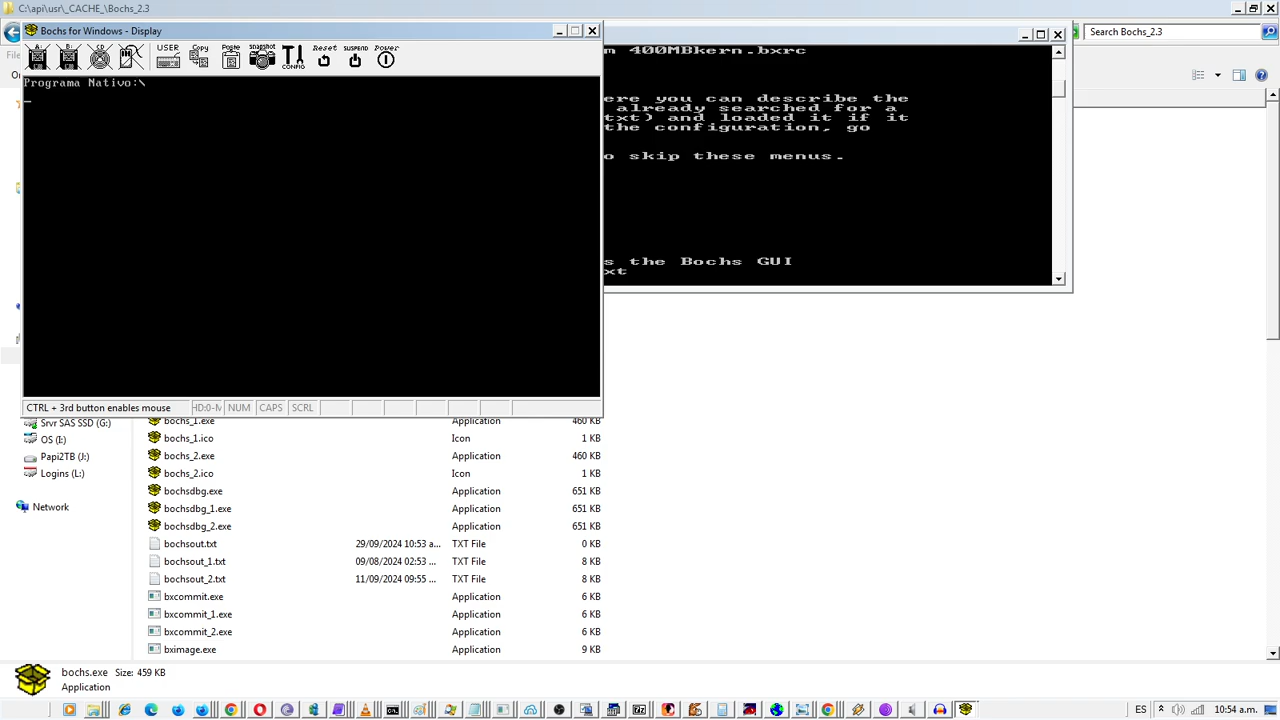 C:\api\usr\_CACHE_\Bochs_2.3
Search Bochs_2.3
Bochs for Windows - Display
USER
Copy
Paste
snapshot
CONFIG
Reset
SUSPEND
Power
Programa Nativo:\
m 400MBkern.bxrc
ere you can describe the
already searched for a
txt) and loaded it if it
the configuration, go
o skip these menus.
s the Bochs GUI
xt
CTRL + 3rd button enables mouse
NUM
CAPS
SCRL
Srvr SAS SSD (G:)
OS (I:)
Papi2TB (J:)
Logins (L:)
Network
bochs_1.exe Application 460 KB
bochs_1.ico Icon 1 KB
bochs_2.exe Application 460 KB
bochs_2.ico Icon 1 KB
bochsdbg.exe Application 651 KB
bochsdbg_1.exe Application 651 KB
bochsdbg_2.exe Application 651 KB
bochsout.txt 29/09/2024 10:53 a... TXT File 0 KB
bochsout_1.txt 09/08/2024 02:53 ... TXT File 8 KB
bochsout_2.txt 11/09/2024 09:55 ... TXT File 8 KB
bxcommit.exe Application 6 KB
bxcommit_1.exe Application 6 KB
bxcommit_2.exe Application 6 KB
bximage.exe Application 9 KB
bochs.exe Size: 459 KB
Application
ES
10:54 a.m.